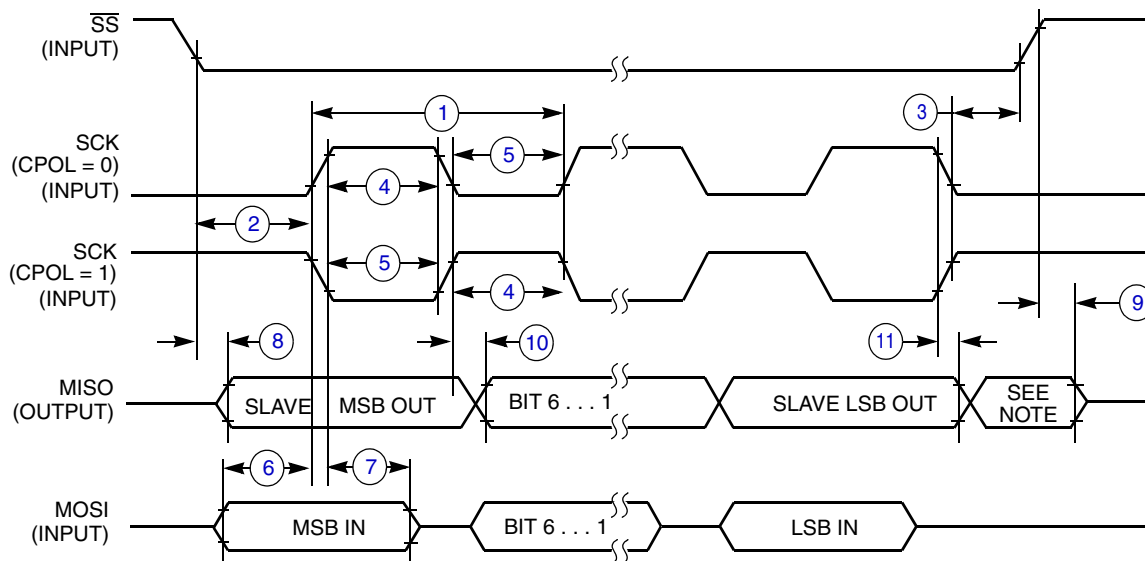 SS
(INPUT)
1
3
SCK
(CPOL = 0)
(INPUT)
5
4
2
SCK
(CPOL = 1)
(INPUT)
5
4
9
8
10
11
MISO
(OUTPUT)
SLAVE MSB OUT
BIT 6 . . . 1
SLAVE LSB OUT
SEE
NOTE
6
7
MOSI
(INPUT)
MSB IN
BIT 6 . . . 1
LSB IN